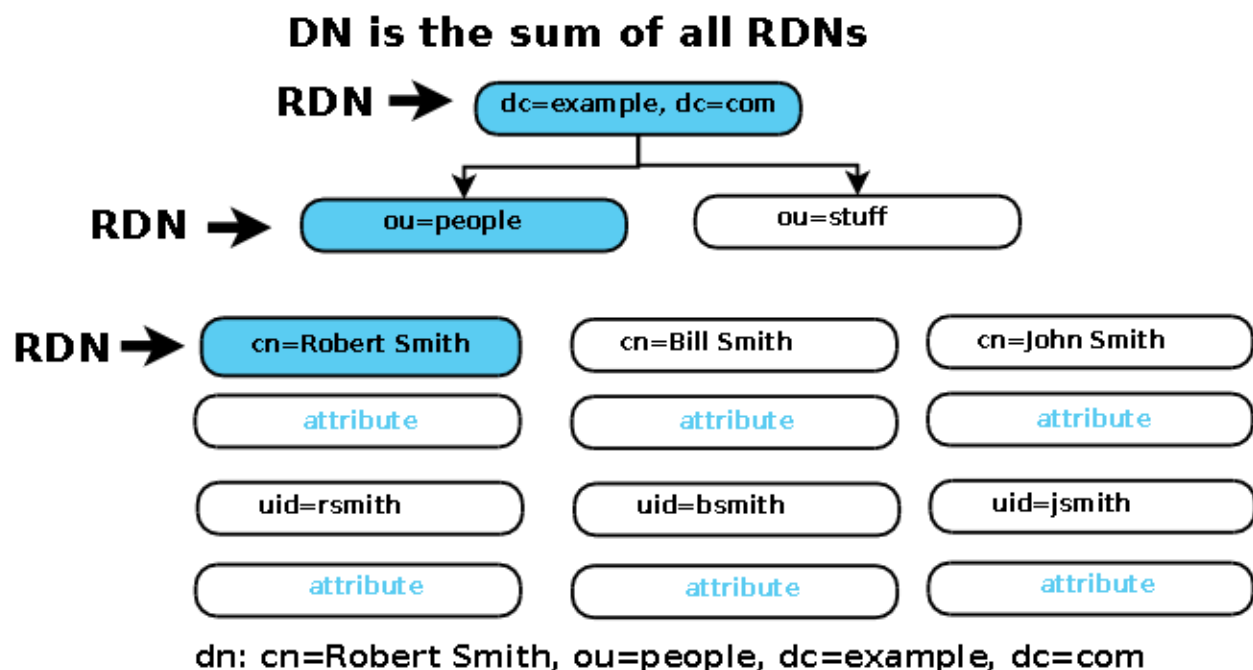 DN is the sum of all RDNs
RDN
dc=example, dc=com
RDN
ou=people
ou=stuff
RDN
cn=Robert Smith
cn=Bill Smith
cn=John Smith
attribute
attribute
attribute
uid=rsmith
uid=bsmith
uid=jsmith
attribute
attribute
attribute
dn: cn=Robert Smith, ou=people, dc=example, dc=com